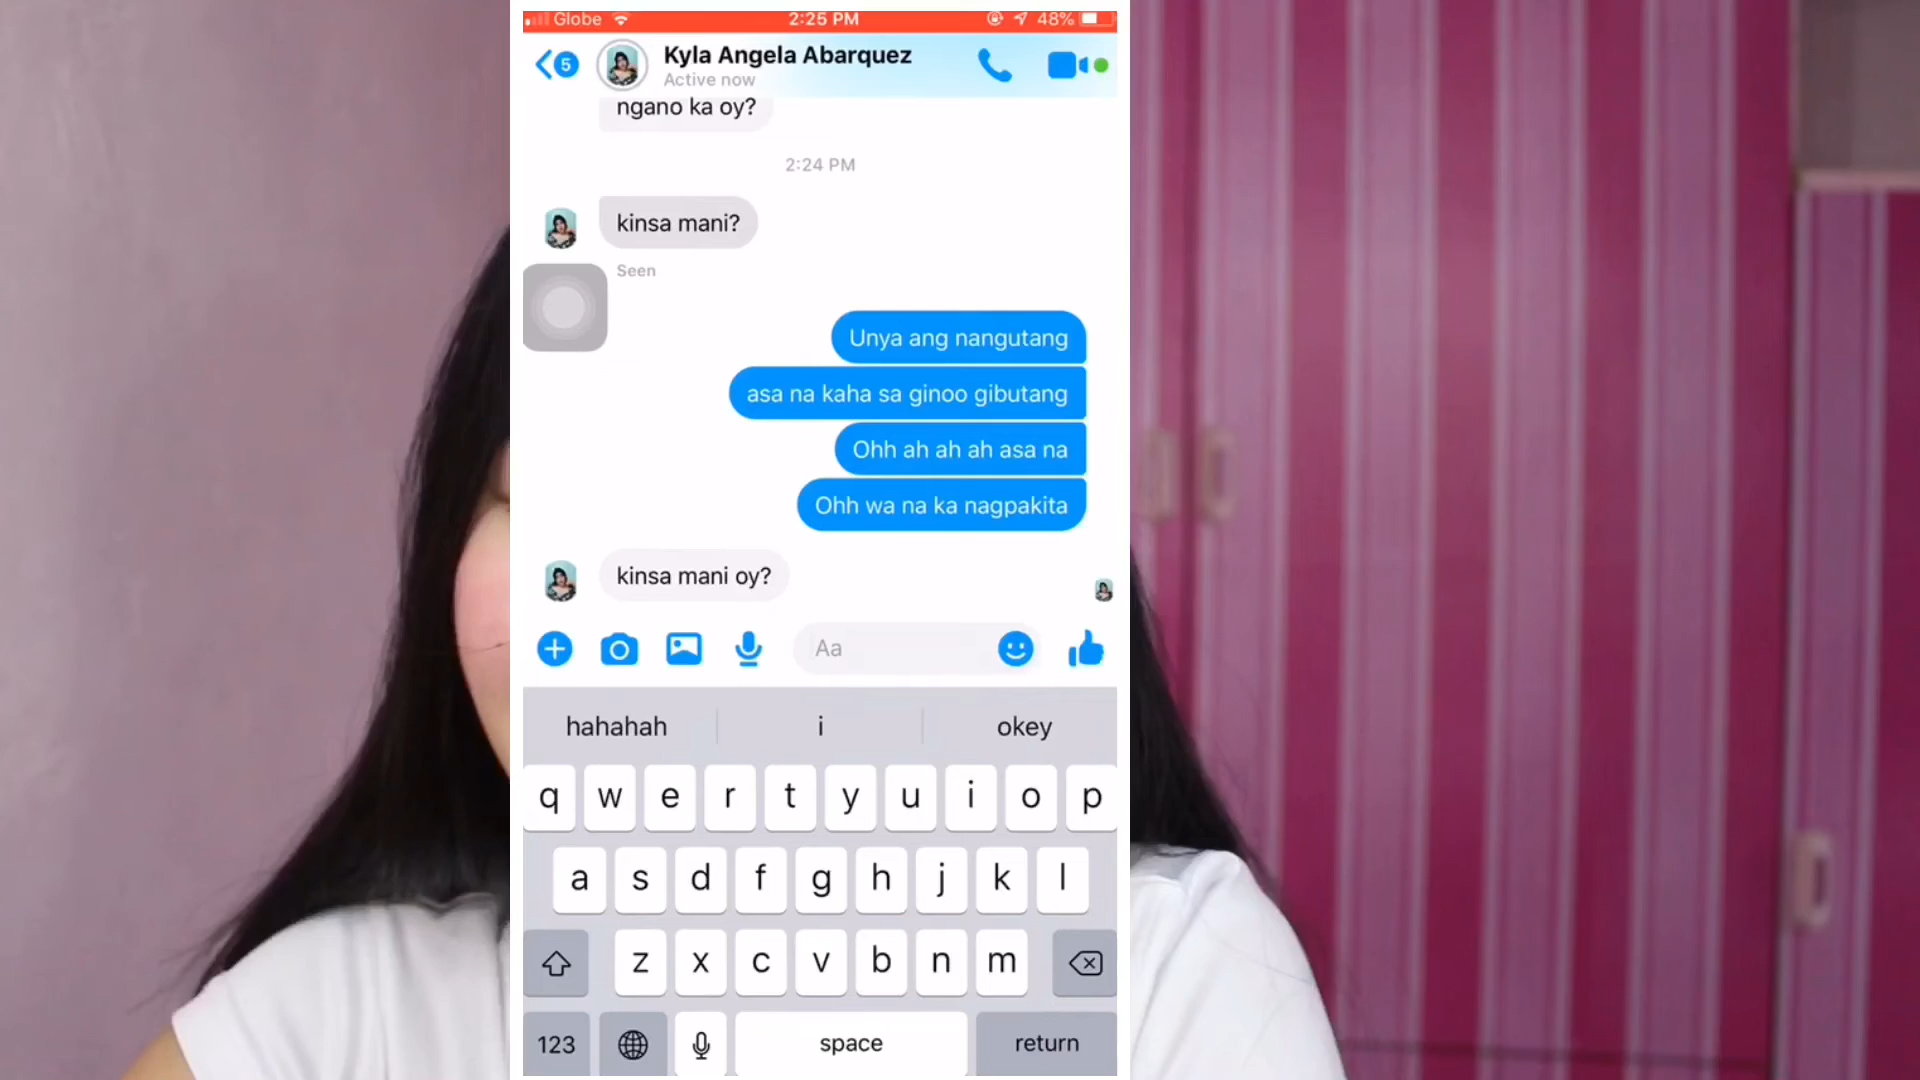 Globe 2:25 PM 48%
5 Kyla Angela Abarquez
Active now
ngano ka oy?
2:24 PM
kinsa mani?
Seen
Unya ang nangutang
asa na kaha sa ginoo gibutang
Ohh ah ah ah asa na
Ohh wa na ka nagpakita
kinsa mani oy?
Aa
hahahah i okey
q w e r t y u i o p
a s d f g h j k l
z x c v b n m
123 space return